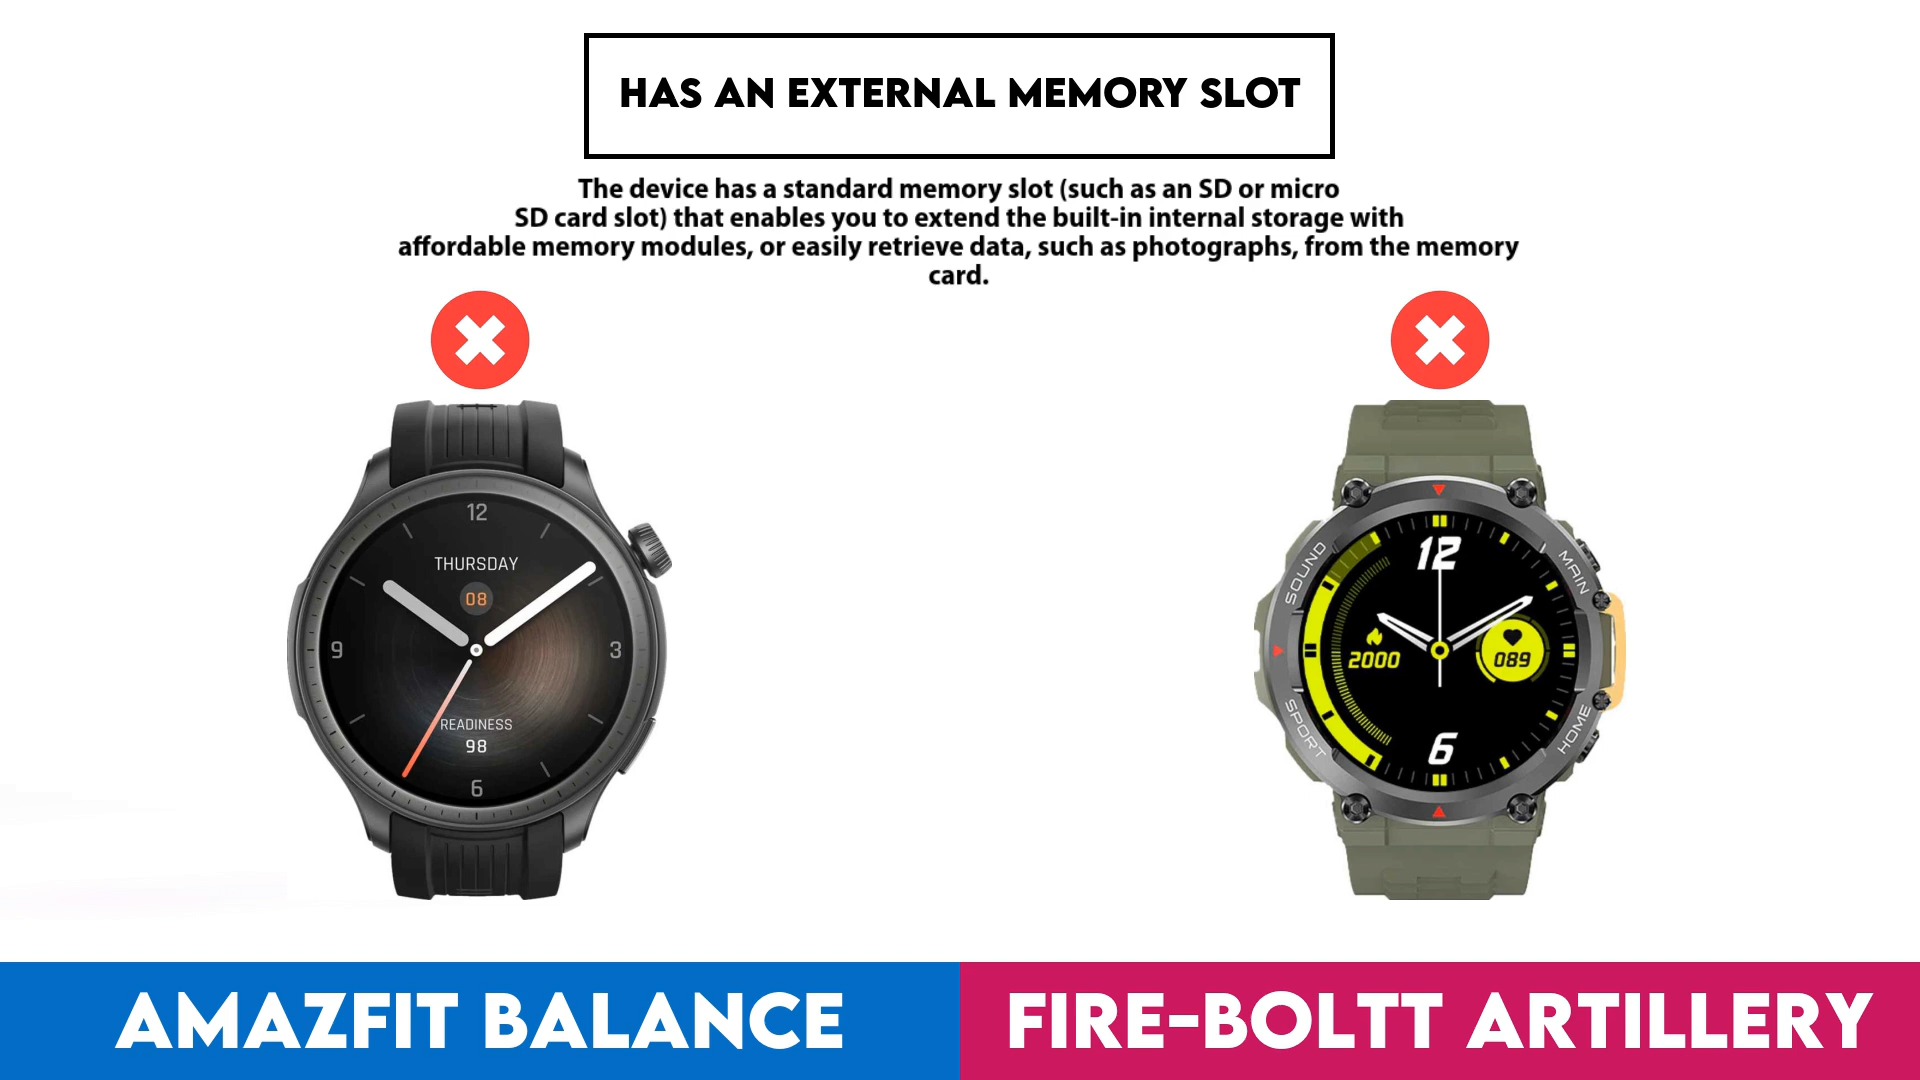 HAS AN EXTERNAL MEMORY SLOT
The device has a standard memory slot (such as an SD or micro
SD card slot) that enables you to extend the built-in internal storage with
affordable memory modules, or easily retrieve data, such as photographs, from the memory
card.
12
THURSDAY
08
9
3
READINESS
98
6
SOUND
MAIN
12
2000
089
SPORT
HOME
6
AMAZFIT BALANCE
FIRE-BOLTT ARTILLERY